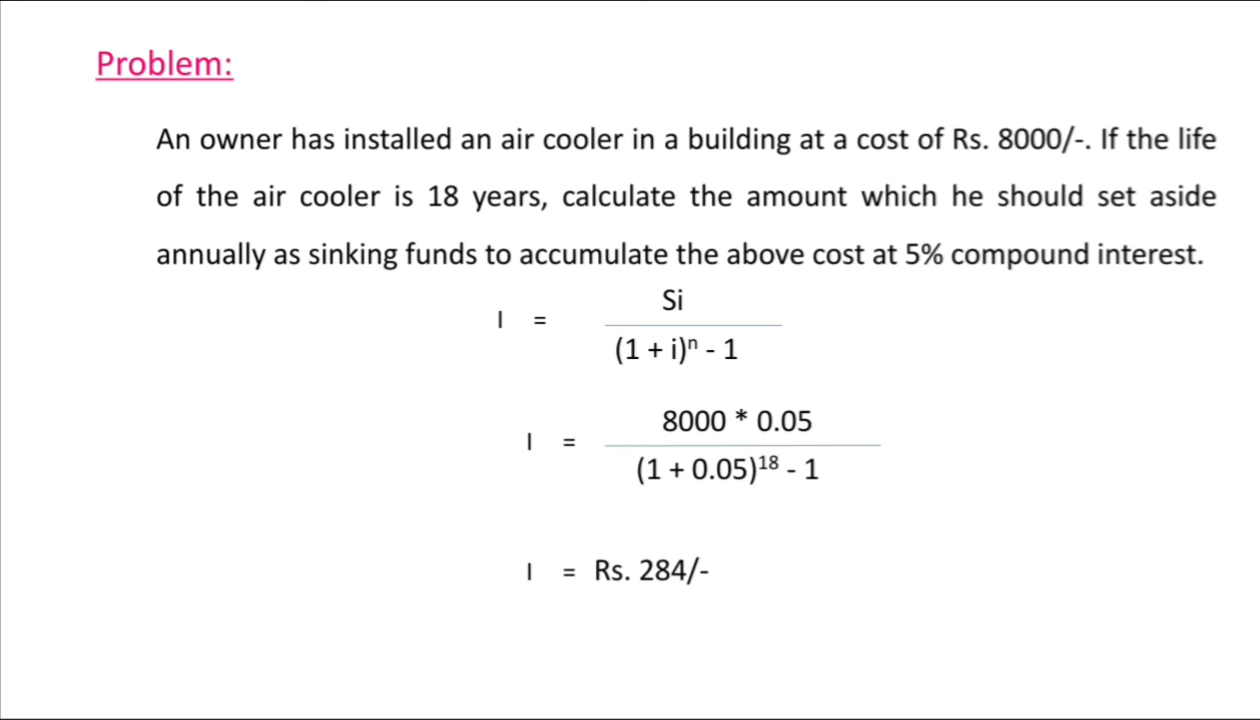 Problem:
An owner has installed an air cooler in a building at a cost of Rs. 8000/-. If the life
of the air cooler is 18 years, calculate the amount which he should set aside
annually as sinking funds to accumulate the above cost at 5% compound interest.
I = Si
(1 + i)ⁿ - 1
I = 8000 * 0.05
(1 + 0.05)¹⁸ - 1
I = Rs. 284/-